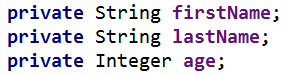 private String firstName;
private String lastName;
private Integer age;